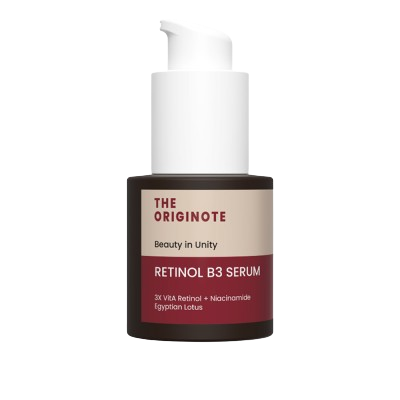 THE
ORIGINOTE
Beauty in Unity
RETINOL B3 SERUM
3X VitA Retinol + Niacinamide
Egyptian Lotus